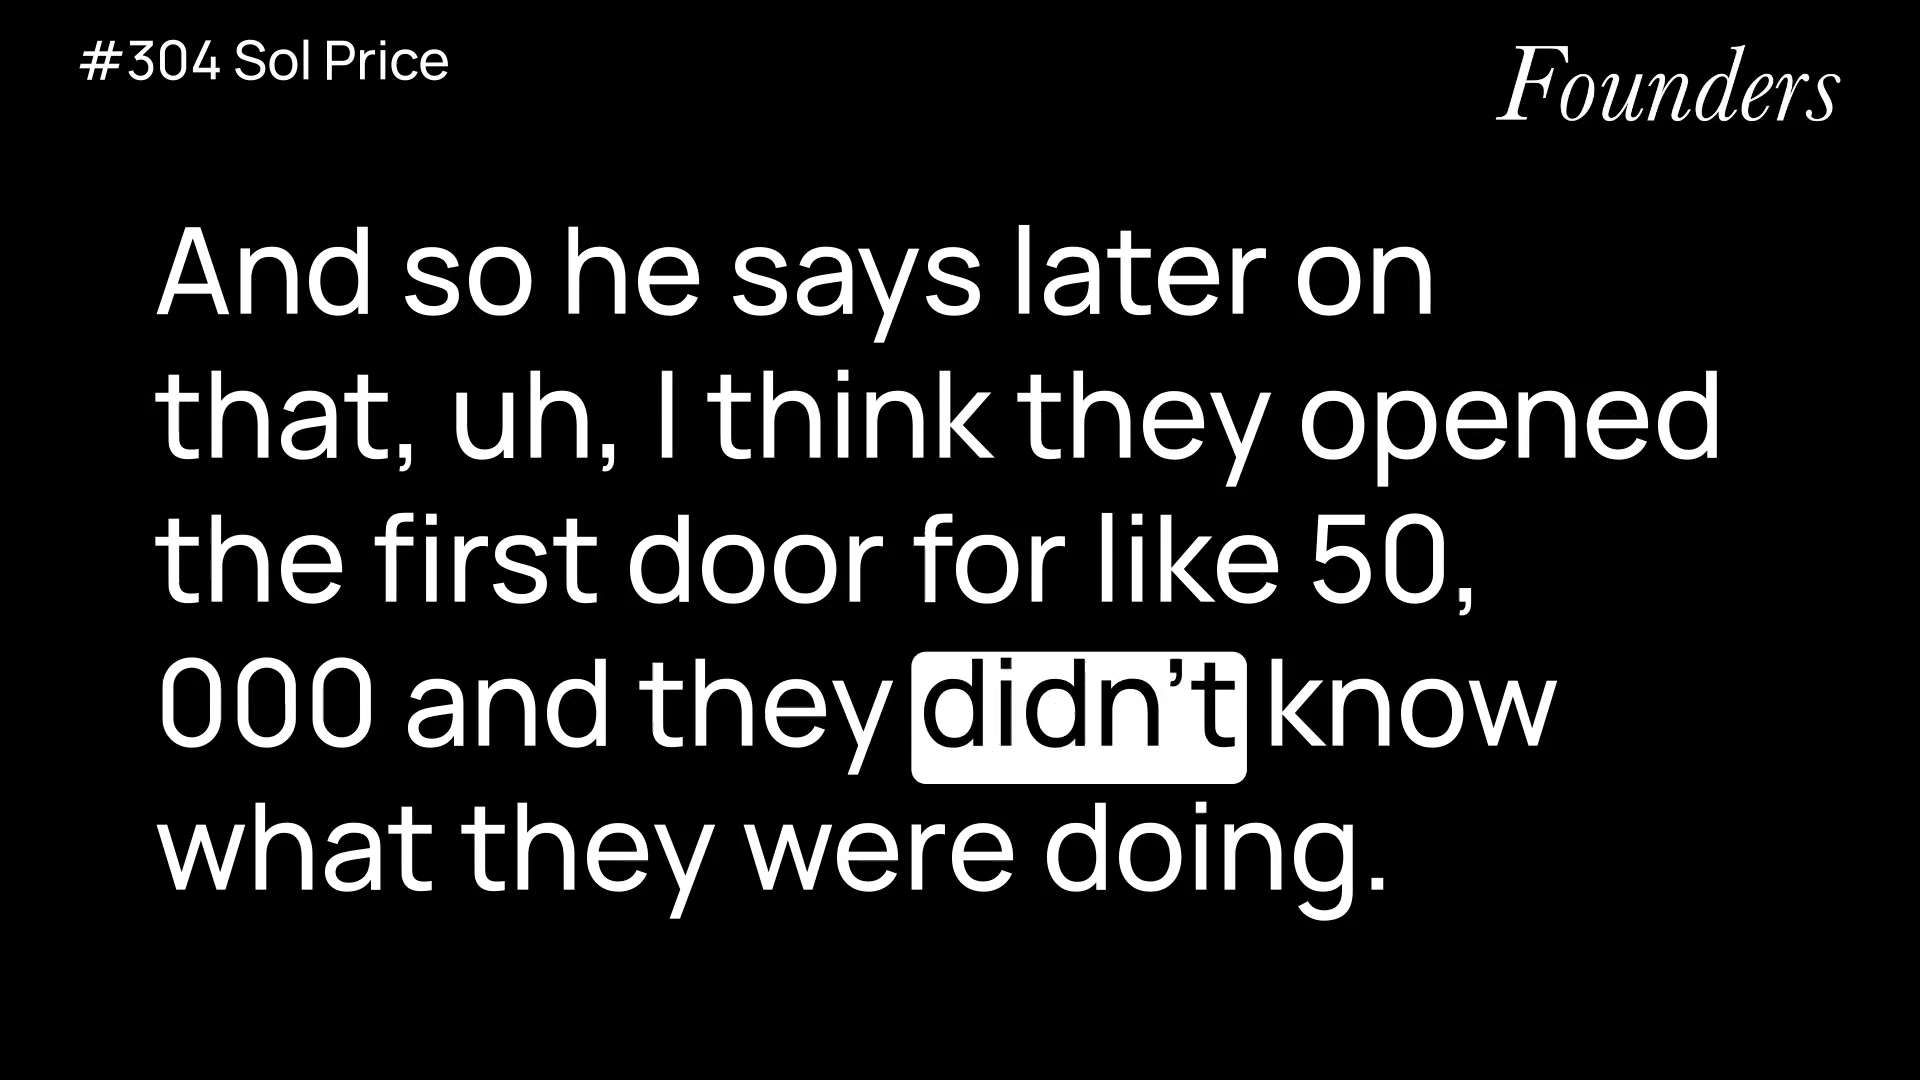 #304 Sol Price
Founders
And so he says later on
that, uh, I think they opened
the first door for like 50,
000 and they didn’t know
what they were doing.